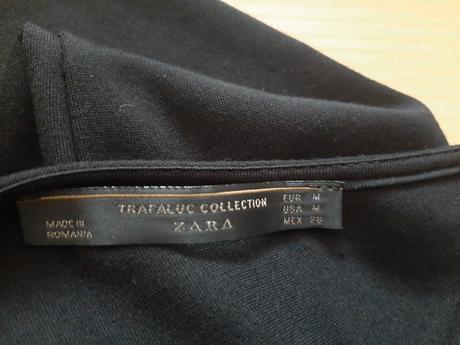 TRAFALUC COLLECTION
ZARA
MADE IN
ROMANIA
EUR M
USA M
MEX 28